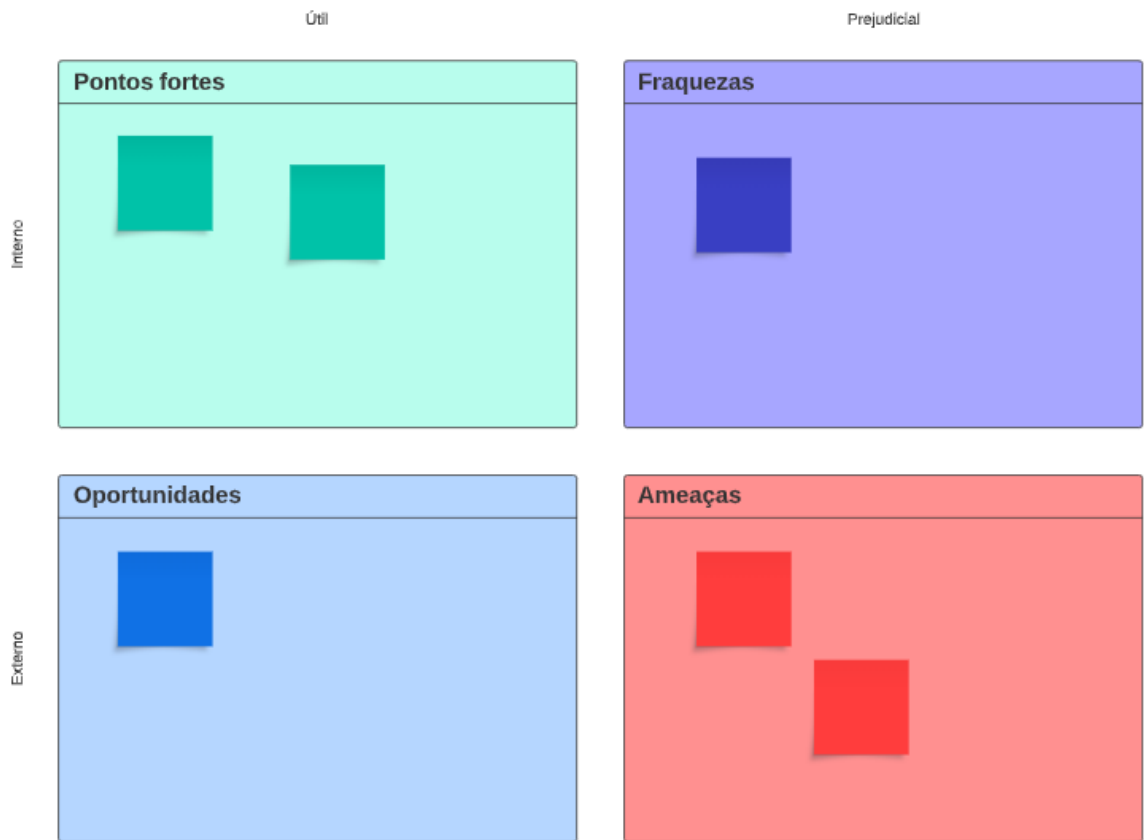 Útil
Prejudicial
Interno
Pontos fortes
Fraquezas
Externo
Oportunidades
Ameaças